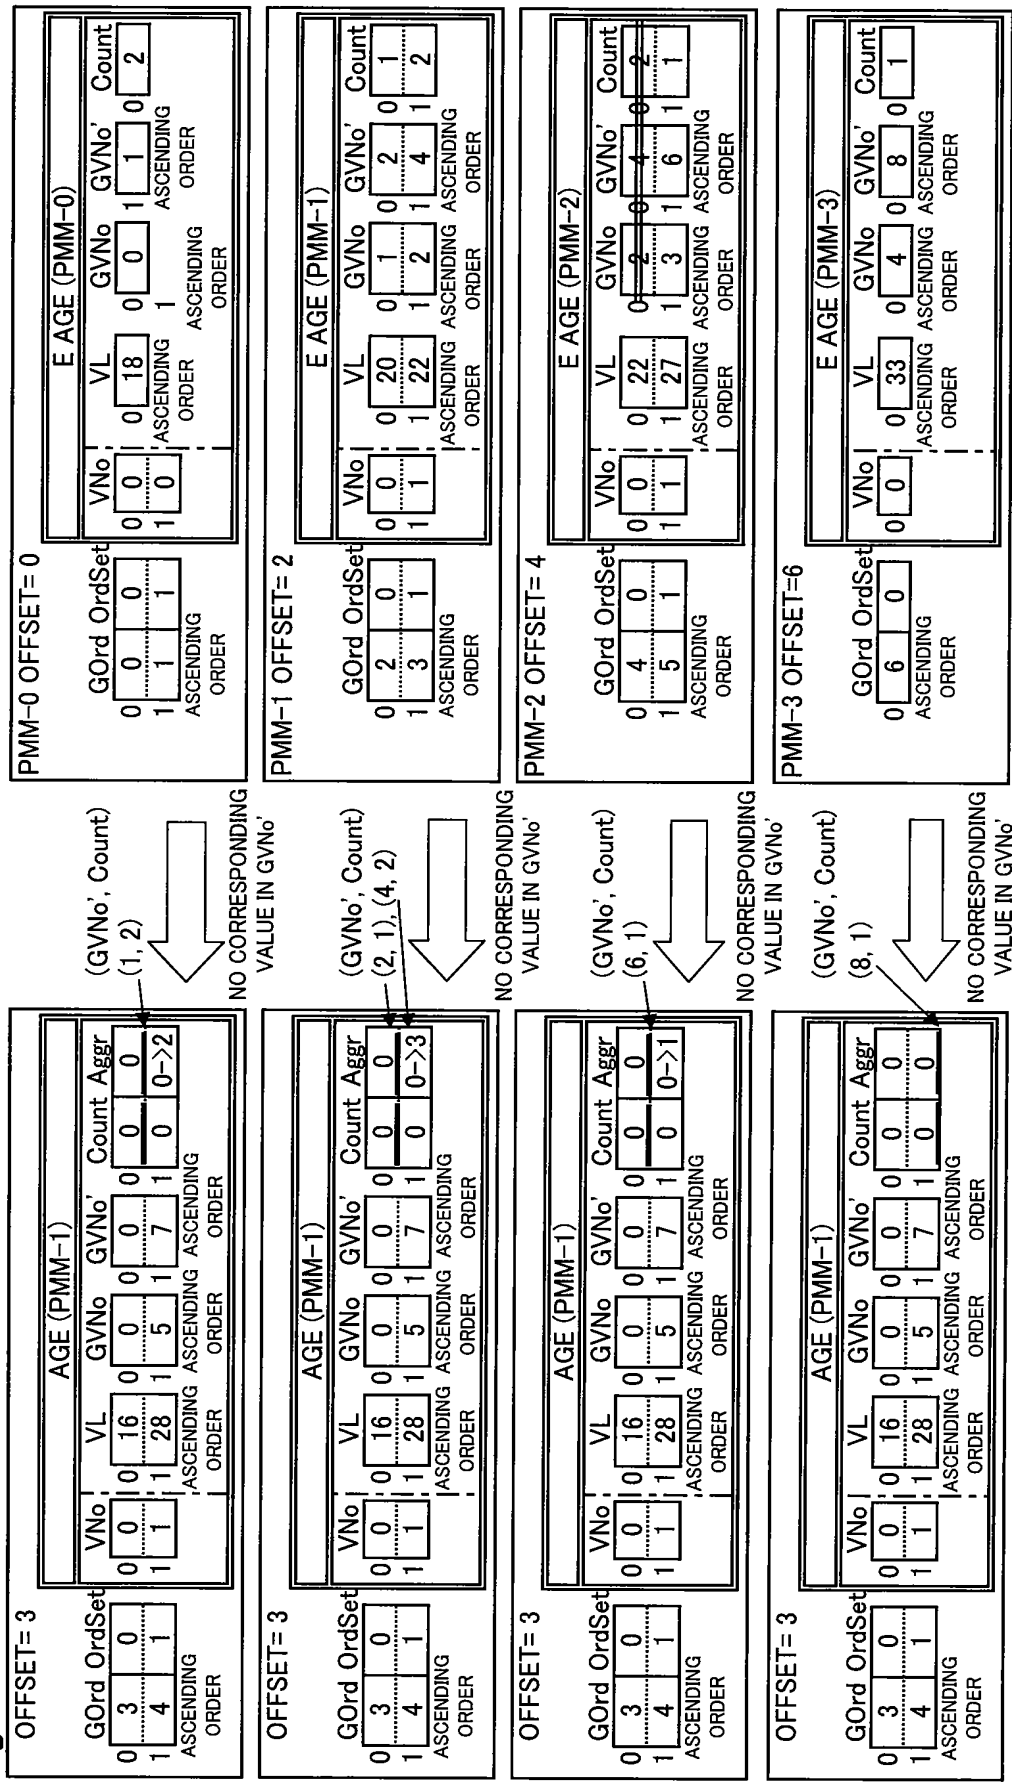 OFFSET= 3
AGE (PMM-1)
GOrd OrdSet VNo VL GVNo GVNo' Count Aggr
0 3 0 0 0 0 16 0 0 0 0 0 0 0
1 4 1 1 1 1 28 1 5 1 7 1 0 0->2
ASCENDING ORDER ASCENDING ORDER ASCENDING ORDER ASCENDING ORDER
(GVNo', Count)
(1, 2)
NO CORRESPONDING
VALUE IN GVNo'
PMM-0 OFFSET= 0
E AGE (PMM-0)
GOrd OrdSet VNo VL GVNo GVNo' Count
0 0 0 0 0 0 18 0 0 1 1 0 2
1 1 1 1 0 1
ASCENDING ORDER ASCENDING ORDER ASCENDING ORDER ASCENDING ORDER
OFFSET= 3
AGE (PMM-1)
GOrd OrdSet VNo VL GVNo GVNo' Count Aggr
0 3 0 0 0 0 16 0 0 0 0 0 0 0
1 4 1 1 1 1 28 1 5 1 7 1 0 0->3
ASCENDING ORDER ASCENDING ORDER ASCENDING ORDER ASCENDING ORDER
(GVNo', Count)
(2, 1), (4, 2)
NO CORRESPONDING
VALUE IN GVNo'
PMM-1 OFFSET= 2
E AGE (PMM-1)
GOrd OrdSet VNo VL GVNo GVNo' Count
0 2 0 0 0 0 20 0 1 0 2 0 1
1 3 1 1 1 1 22 1 2 1 4 1 2
ASCENDING ORDER ASCENDING ORDER ASCENDING ORDER ASCENDING ORDER
OFFSET= 3
AGE (PMM-1)
GOrd OrdSet VNo VL GVNo GVNo' Count Aggr
0 3 0 0 0 0 16 0 0 0 0 0 0 0
1 4 1 1 1 1 28 1 5 1 7 1 0 0->1
ASCENDING ORDER ASCENDING ORDER ASCENDING ORDER ASCENDING ORDER
(GVNo', Count)
(6, 1)
NO CORRESPONDING
VALUE IN GVNo'
PMM-2 OFFSET= 4
E AGE (PMM-2)
GOrd OrdSet VNo VL GVNo GVNo' Count
0 4 0 0 0 0 22 0 2 0 4 0 2
1 5 1 1 1 1 27 1 3 1 6 1 1
ASCENDING ORDER ASCENDING ORDER ASCENDING ORDER ASCENDING ORDER
OFFSET= 3
AGE (PMM-1)
GOrd OrdSet VNo VL GVNo GVNo' Count Aggr
0 3 0 0 0 0 16 0 0 0 0 0 0 0
1 4 1 1 1 1 28 1 5 1 7 1 0 0
ASCENDING ORDER ASCENDING ORDER ASCENDING ORDER ASCENDING ORDER
(GVNo', Count)
(8, 1)
NO CORRESPONDING
VALUE IN GVNo'
PMM-3 OFFSET=6
E AGE (PMM-3)
GOrd OrdSet VNo VL GVNo GVNo' Count
0 6 0 0 0 0 33 0 4 0 8 0 1
ASCENDING ORDER ASCENDING ORDER ASCENDING ORDER ASCENDING ORDER